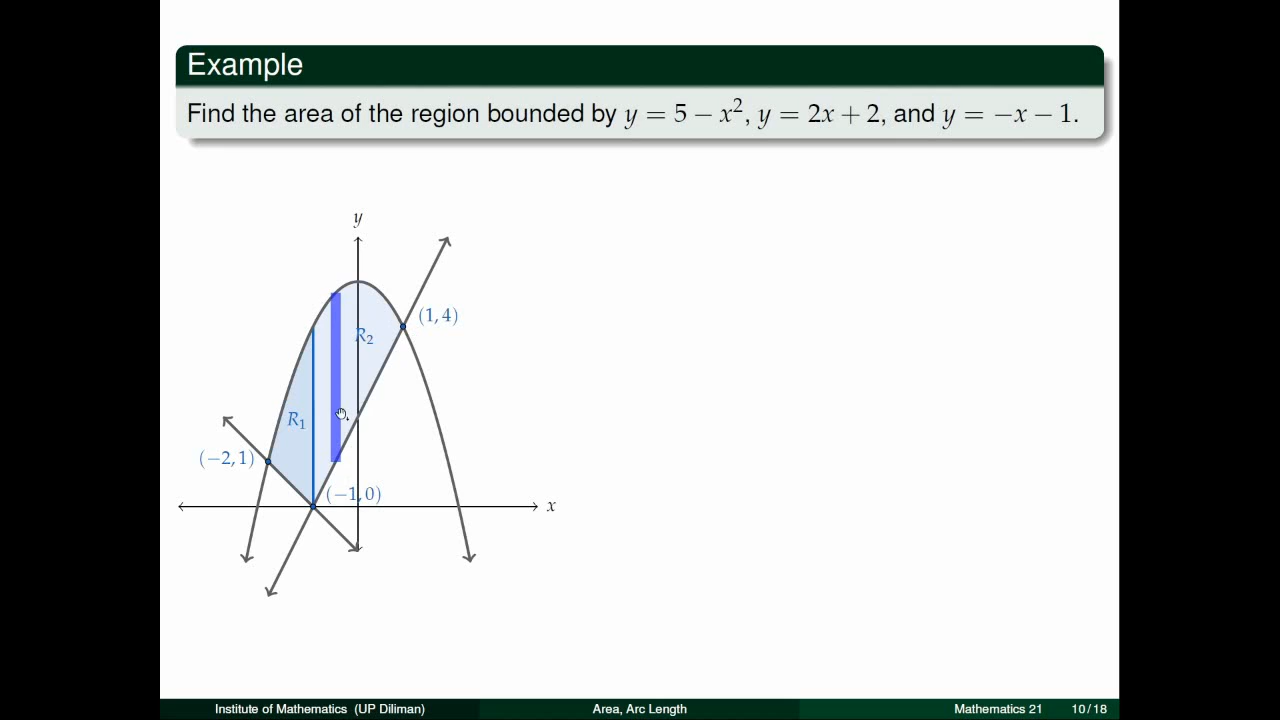 Example
Find the area of the region bounded by y = 5 − x², y = 2x + 2, and y = −x − 1.
y
(1, 4)
R₂
R₁
(−2, 1)
(−1, 0)
x
Institute of Mathematics (UP Diliman) Area, Arc Length Mathematics 21 10 / 18